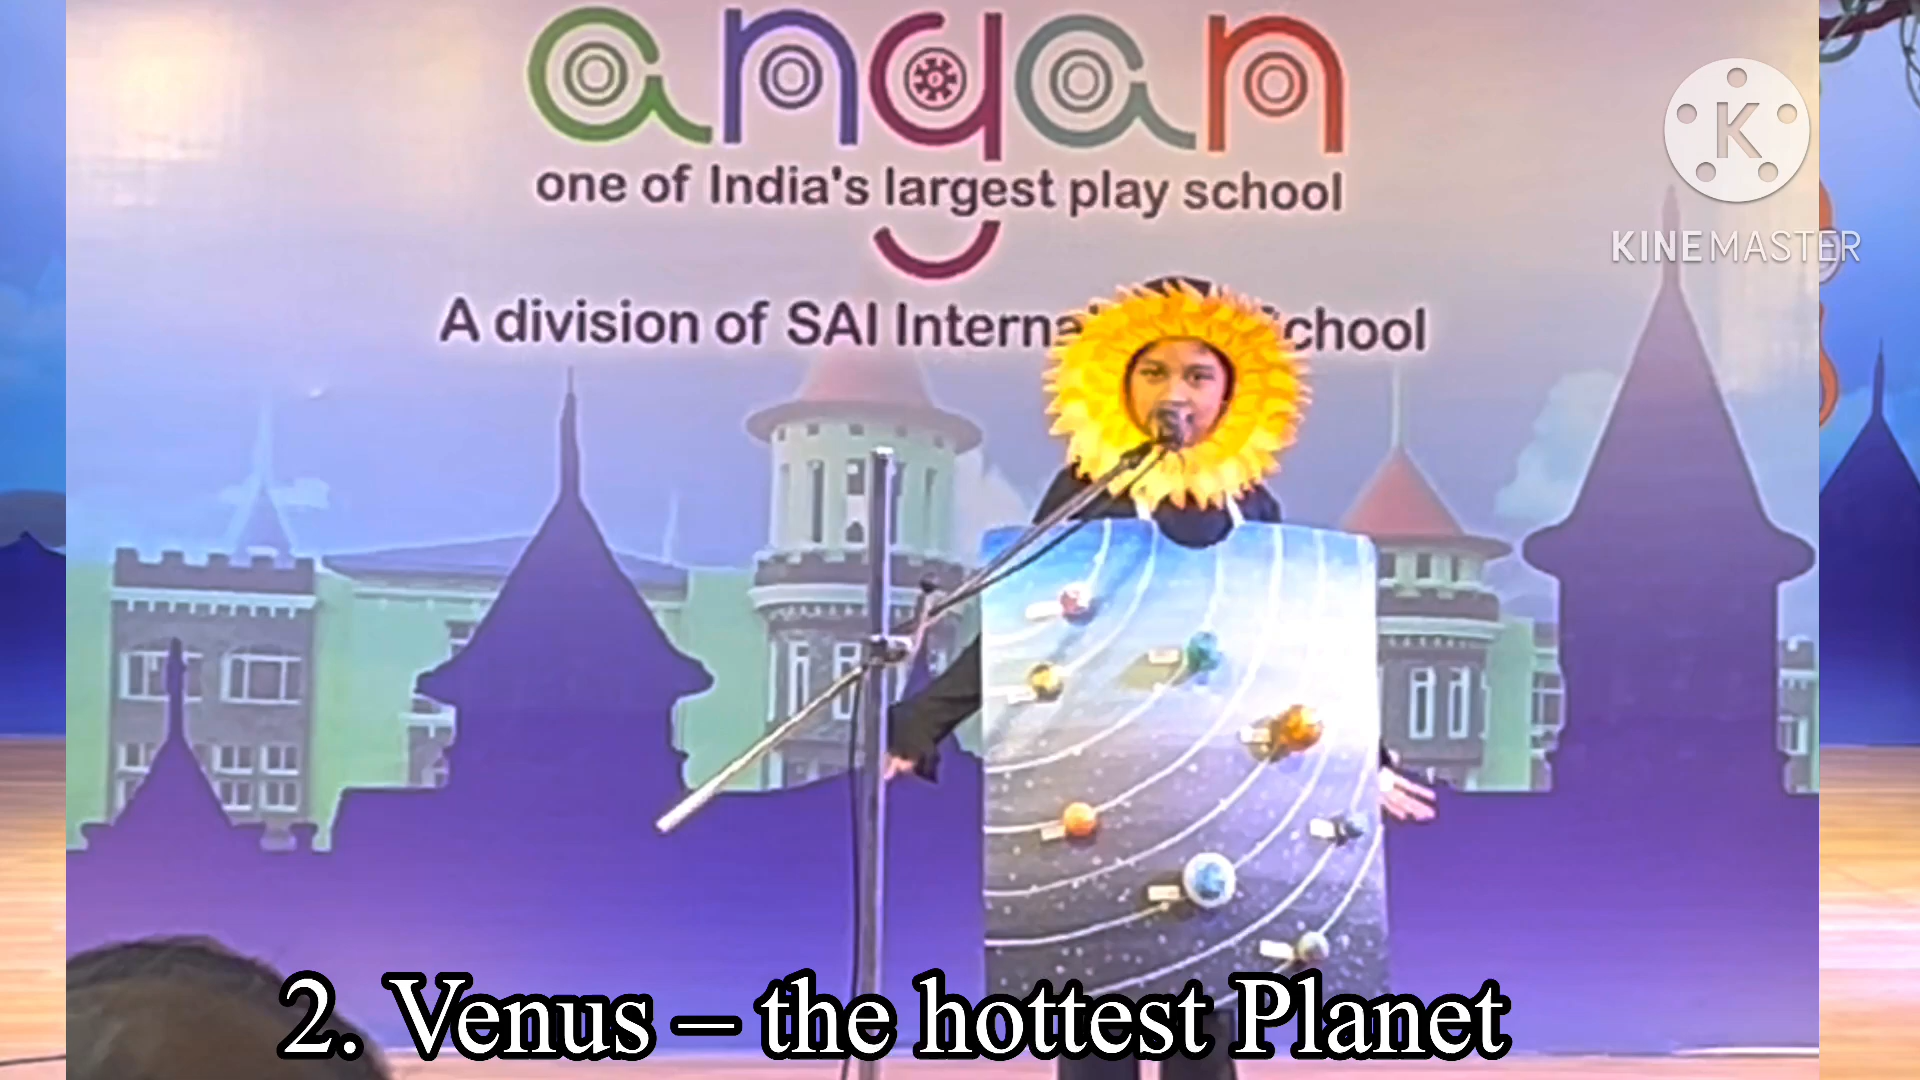 angan
one of India's largest play school
A division of SAI Interna chool
K
KINEMASTER
2. Venus – the hottest Planet